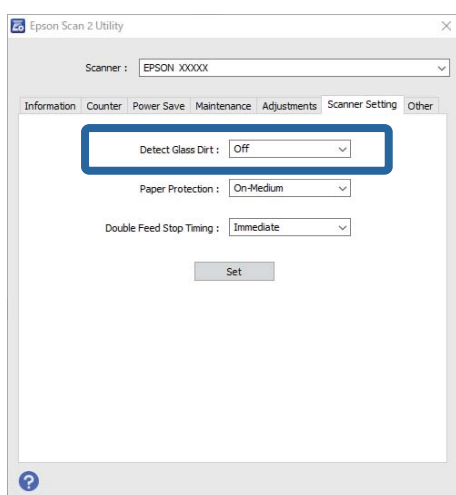 Epson Scan 2 Utility
Scanner : EPSON XXXXX
Information Counter Power Save Maintenance Adjustments Scanner Setting Other
Detect Glass Dirt : Off
Paper Protection : On-Medium
Double Feed Stop Timing : Immediate
Set
?